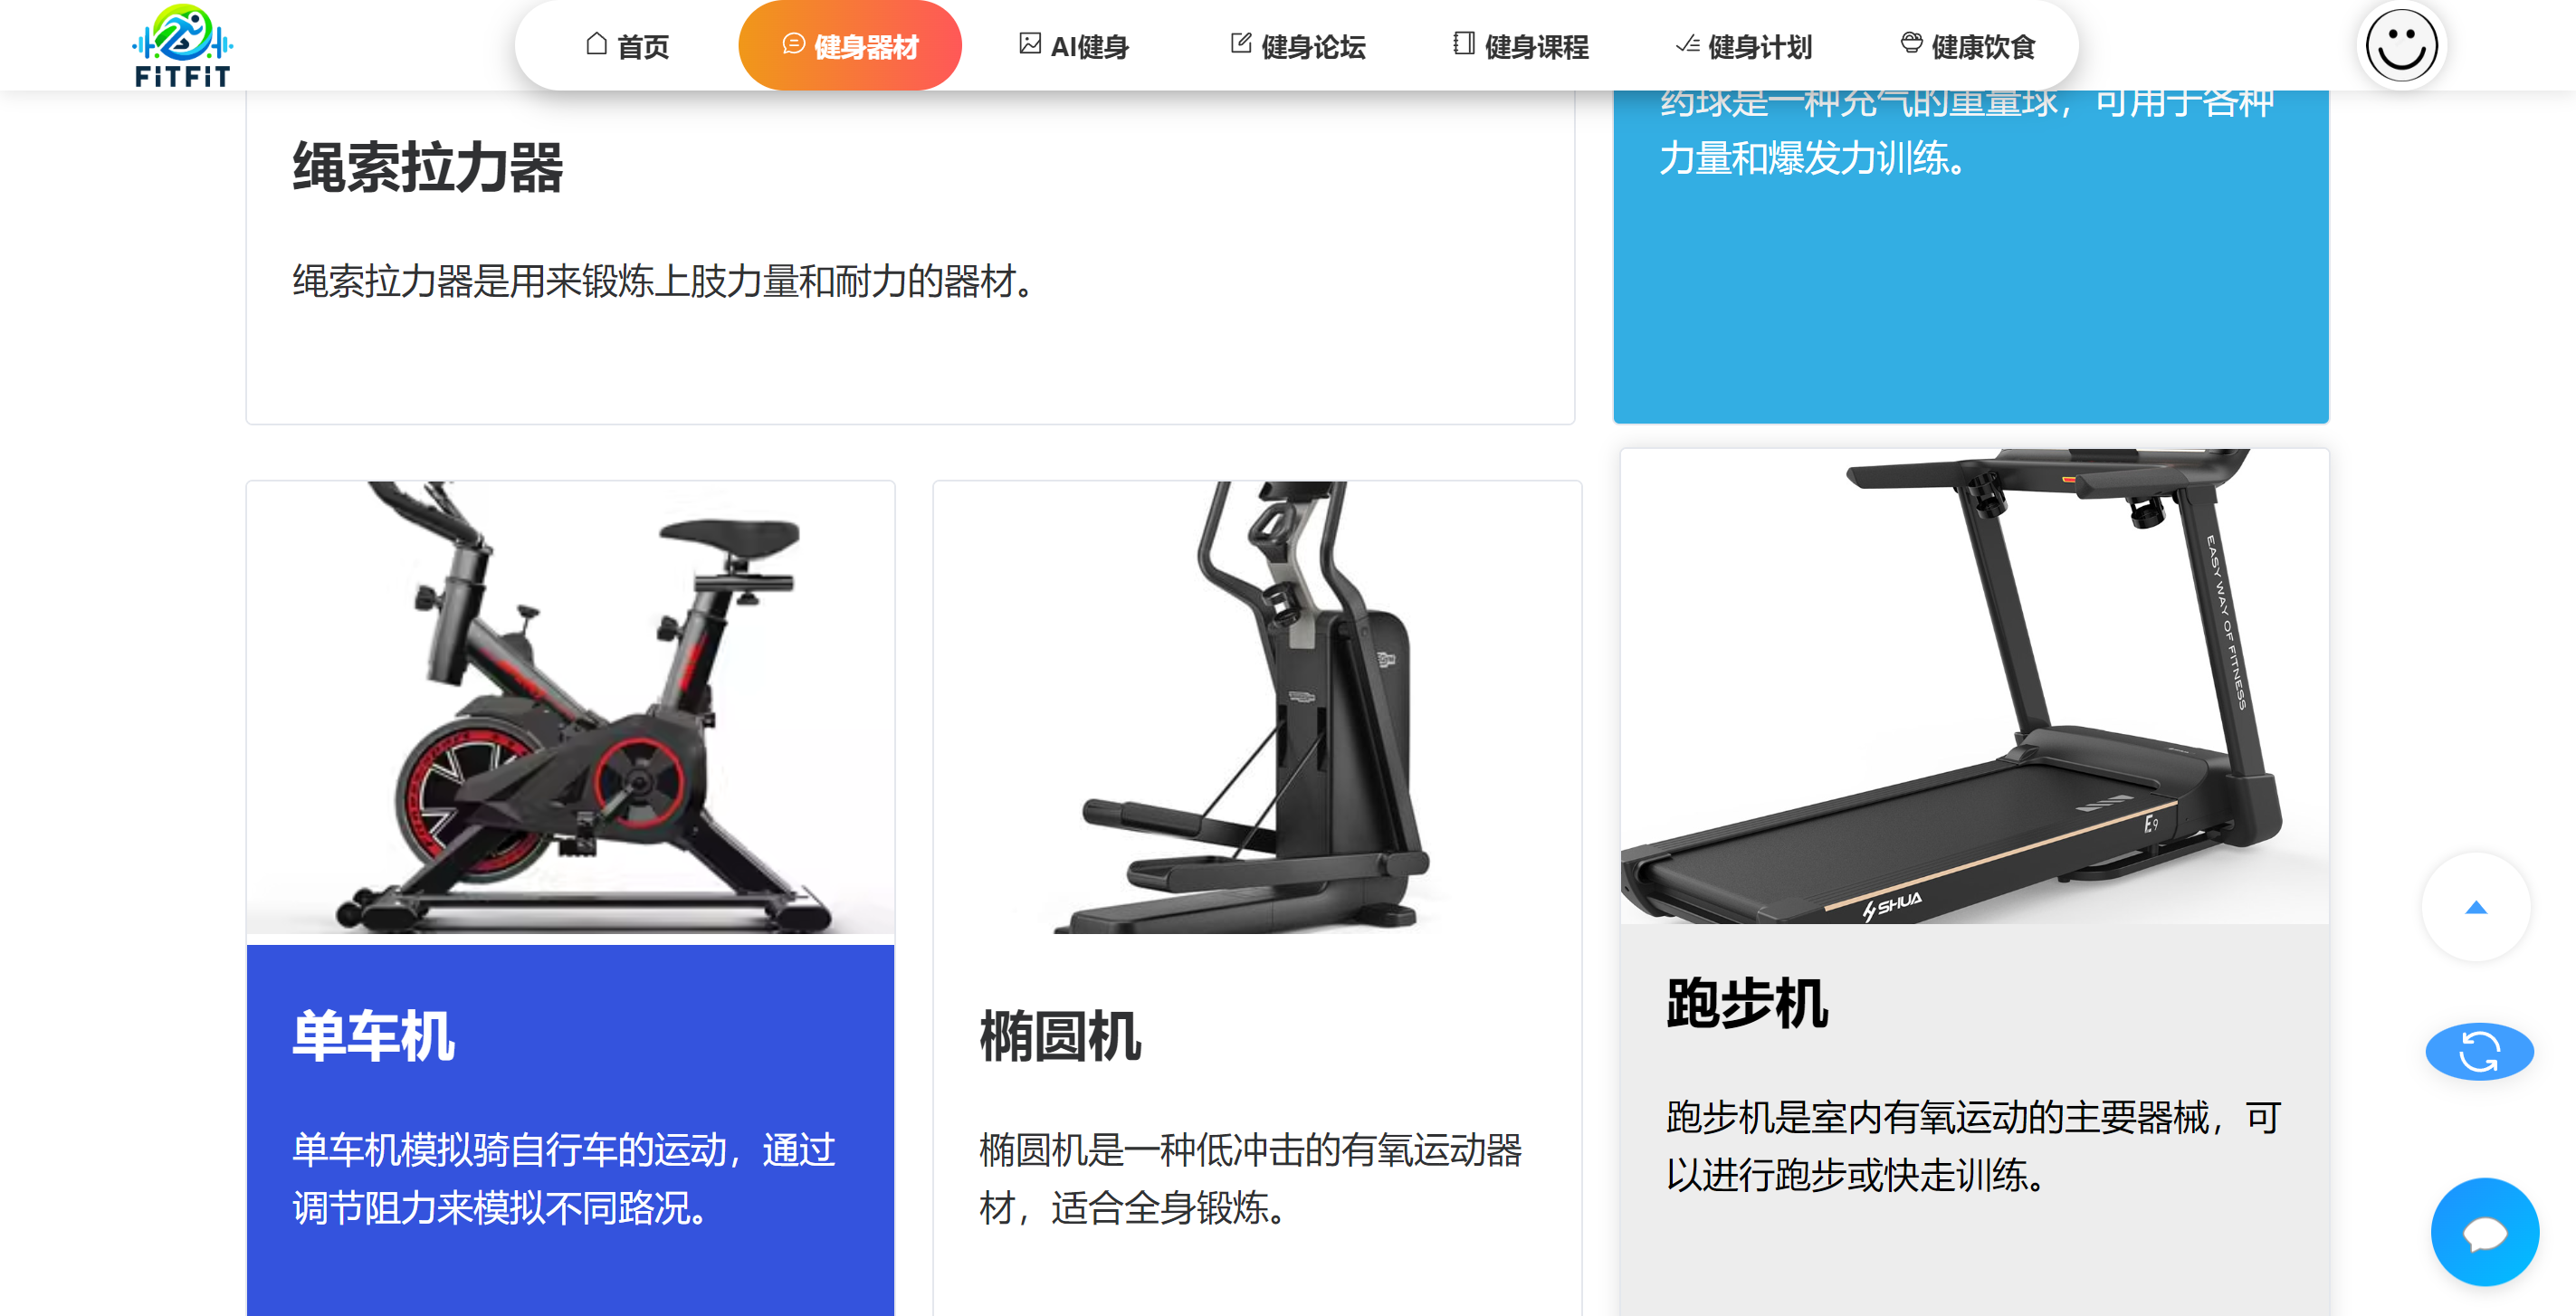 FiTFiT
首页
健身器材
AI健身
健身论坛
健身课程
健身计划
健康饮食
绳索拉力器
绳索拉力器是用来锻炼上肢力量和耐力的器材。
药球是一种充气的重量球，可用于各种
力量和爆发力训练。
单车机
单车机模拟骑自行车的运动，通过
调节阻力来模拟不同路况。
椭圆机
椭圆机是一种低冲击的有氧运动器
材，适合全身锻炼。
EASY WAY OF FITNESS
E9
SHUA
跑步机
跑步机是室内有氧运动的主要器械，可
以进行跑步或快走训练。